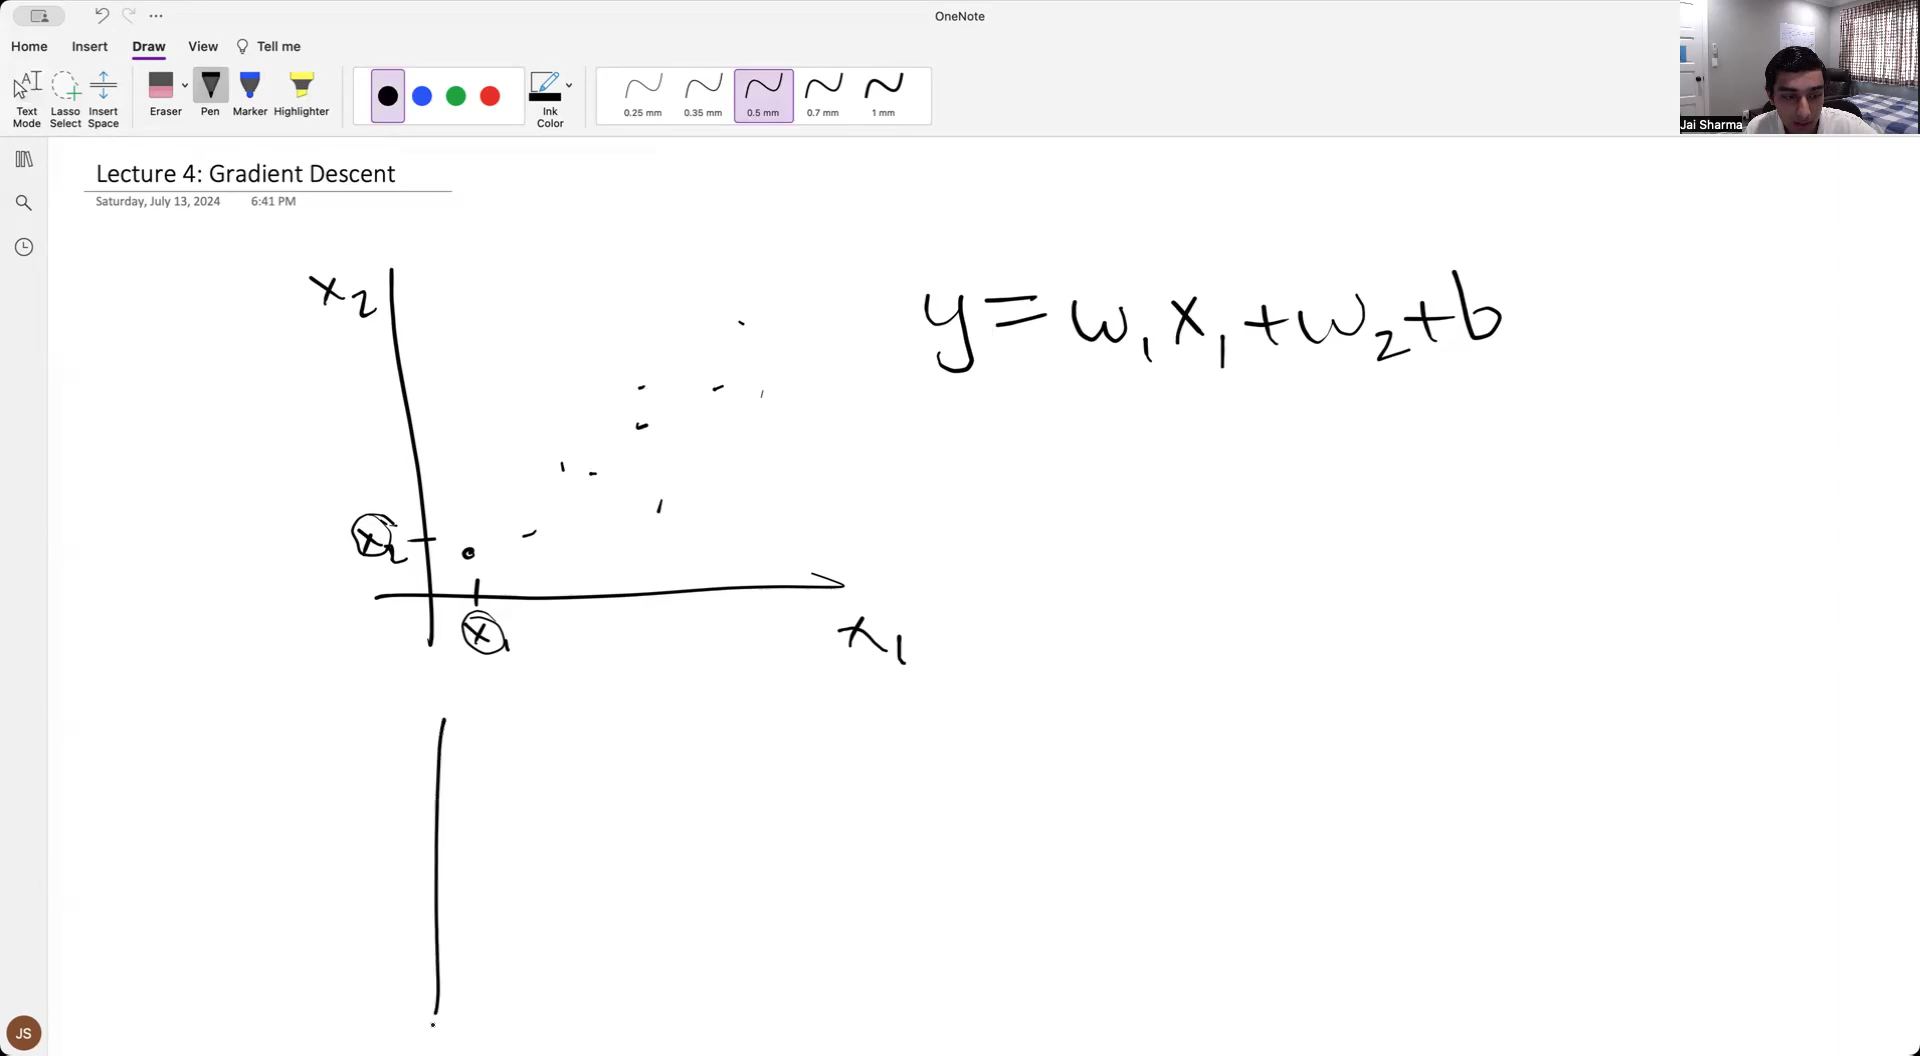 OneNote
Home Insert Draw View Tell me
Text Mode
Lasso Select
Insert Space
Eraser
Pen
Marker
Highlighter
Ink Color
0.25 mm
0.35 mm
0.5 mm
0.7 mm
1 mm
Jai Sharma
Lecture 4: Gradient Descent
Saturday, July 13, 2024 6:41 PM
x₂
y = w₁x₁ + w₂ + b
x₂
x₁
x₁
JS